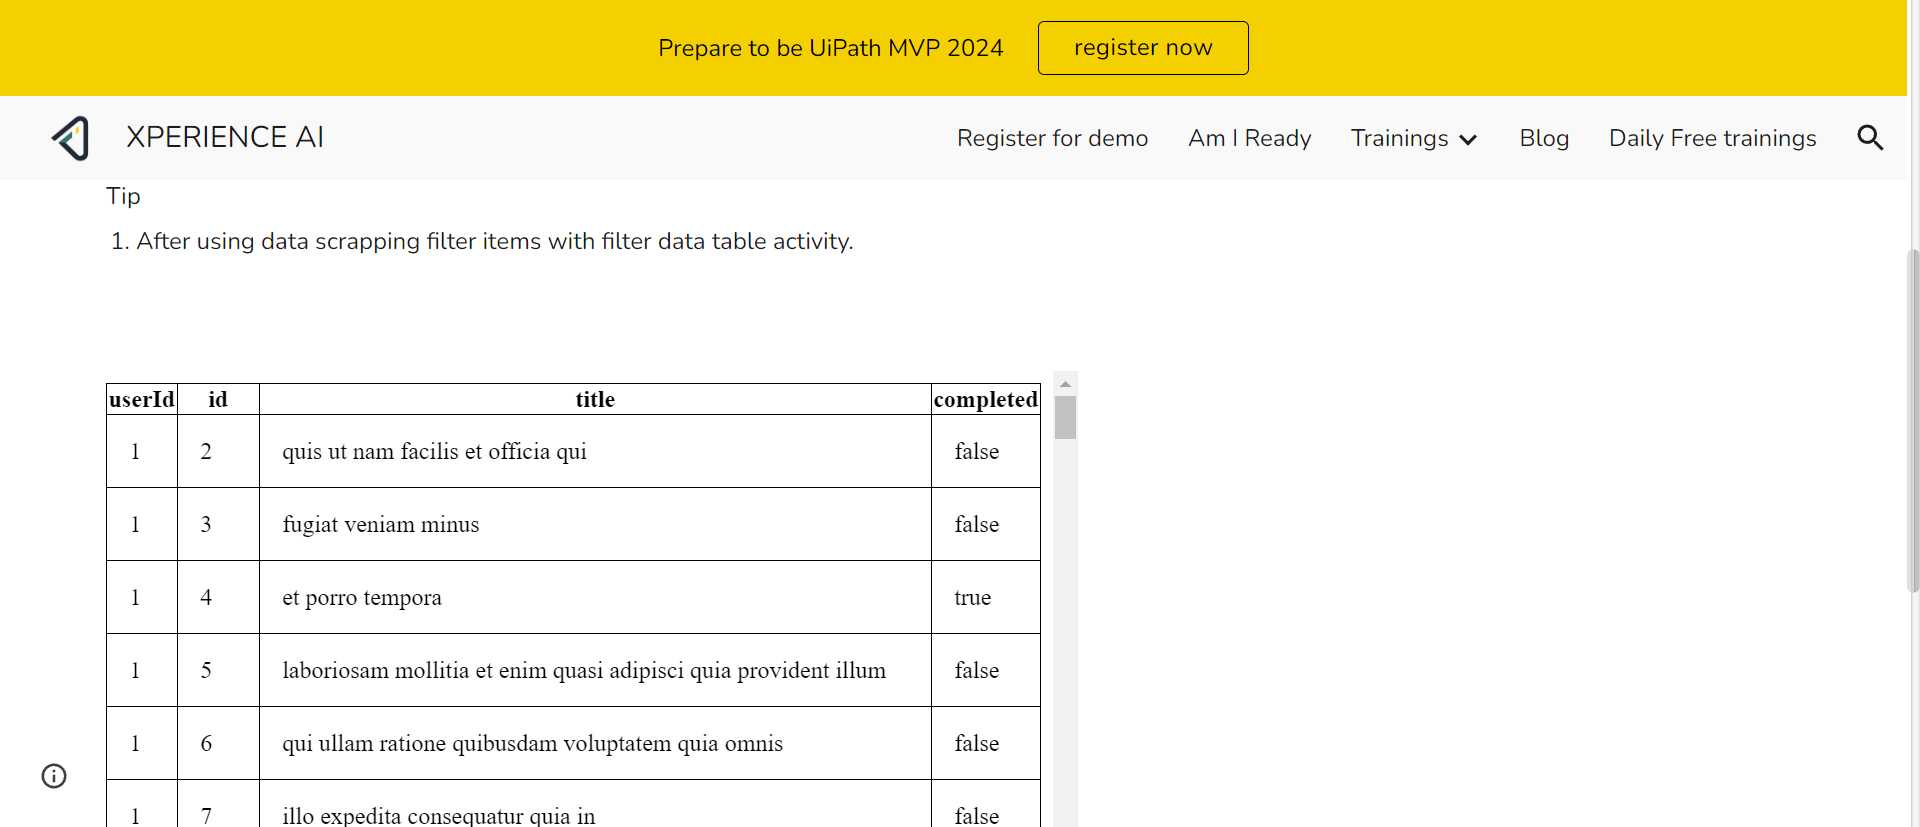 Prepare to be UiPath MVP 2024 register now
XPERIENCE AI Register for demo Am I Ready Trainings Blog Daily Free trainings
Tip
1. After using data scrapping filter items with filter data table activity.
userId id title completed
1 2 quis ut nam facilis et officia qui false
1 3 fugiat veniam minus false
1 4 et porro tempora true
1 5 laboriosam mollitia et enim quasi adipisci quia provident illum false
1 6 qui ullam ratione quibusdam voluptatem quia omnis false
1 7 illo expedita consequatur quia in false